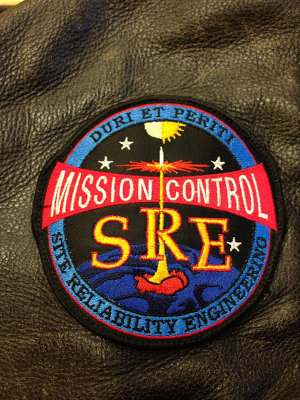 DURI ET PERITI
MISSION CONTROL
SRE
SITE RELIABILITY ENGINEERING